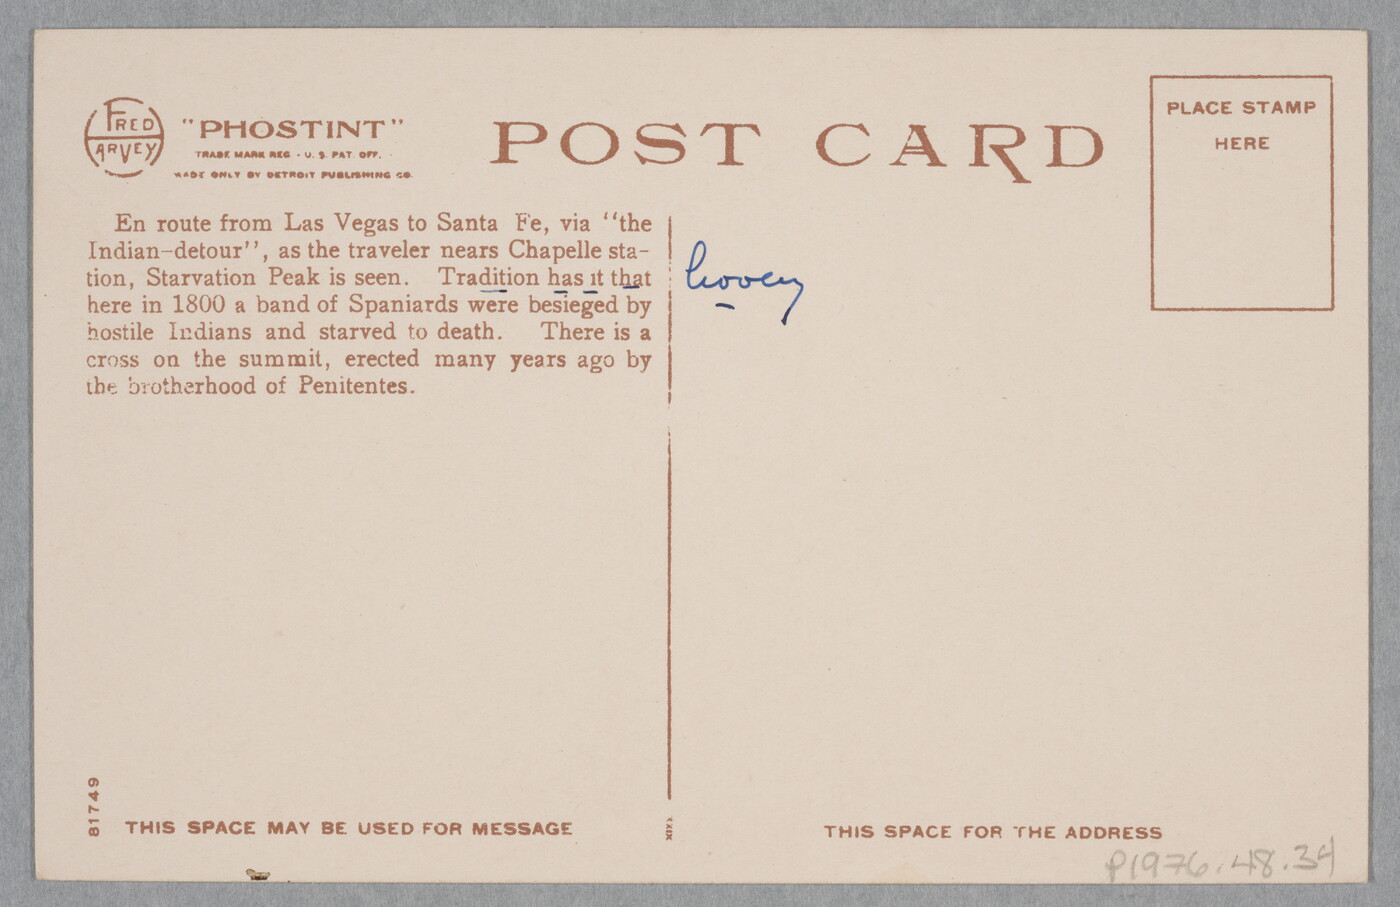 FRED
HARVEY
"PHOSTINT"
TRADE MARK REG - U. S. PAT. OFF.
MADE ONLY BY DETROIT PUBLISHING CO.
POST CARD
PLACE STAMP
HERE
En route from Las Vegas to Santa Fe, via "the
Indian-detour", as the traveler nears Chapelle sta-
tion, Starvation Peak is seen. Tradition has it that
here in 1800 a band of Spaniards were besieged by
hostile Indians and starved to death. There is a
cross on the summit, erected many years ago by
the brotherhood of Penitentes.
81749
THIS SPACE MAY BE USED FOR MESSAGE
THIS SPACE FOR THE ADDRESS
P1976.48.34